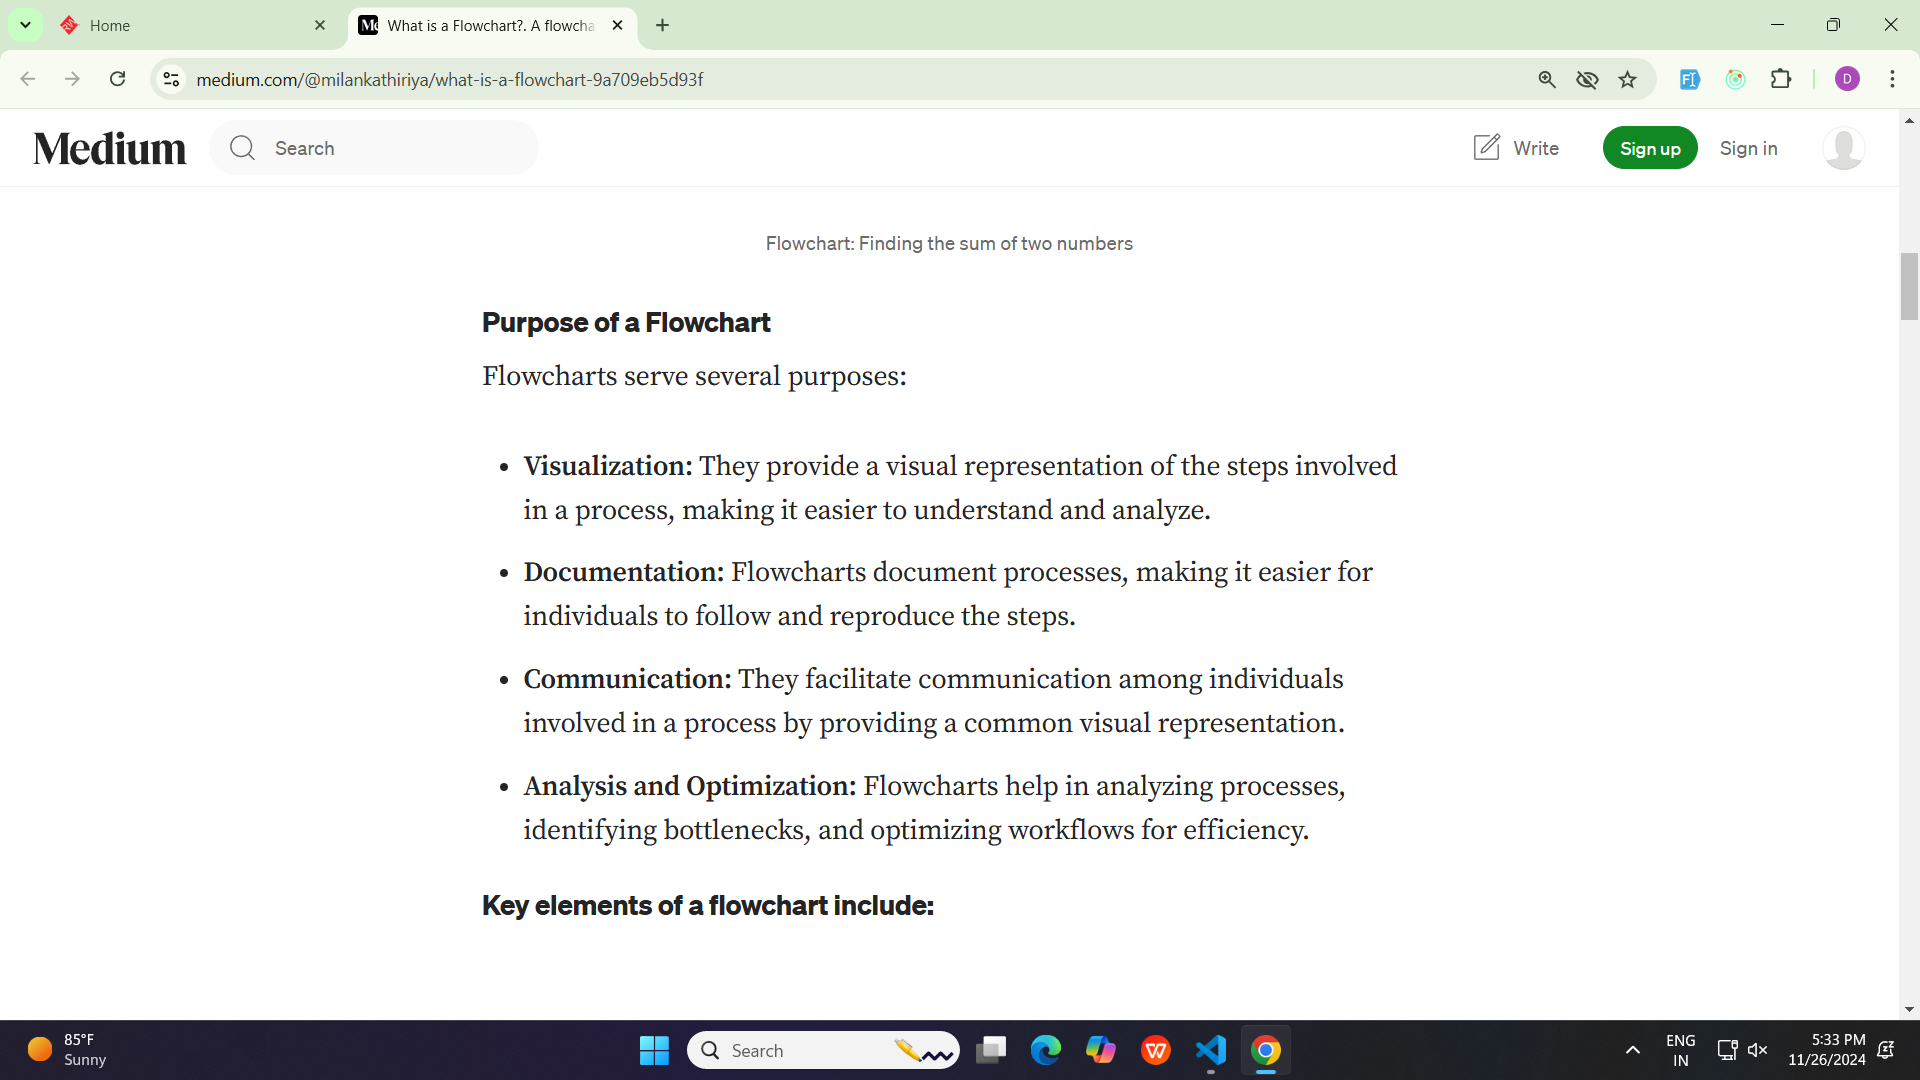 Home
What is a Flowchart?. A flowcha
medium.com/@milankathiriya/what-is-a-flowchart-9a709eb5d93f
D
Medium
Search
Write
Sign up
Sign in
Flowchart: Finding the sum of two numbers
Purpose of a Flowchart
Flowcharts serve several purposes:
• Visualization: They provide a visual representation of the steps involved
in a process, making it easier to understand and analyze.
• Documentation: Flowcharts document processes, making it easier for
individuals to follow and reproduce the steps.
• Communication: They facilitate communication among individuals
involved in a process by providing a common visual representation.
• Analysis and Optimization: Flowcharts help in analyzing processes,
identifying bottlenecks, and optimizing workflows for efficiency.
Key elements of a flowchart include:
85°F
Sunny
Search
ENG
IN
5:33 PM
11/26/2024